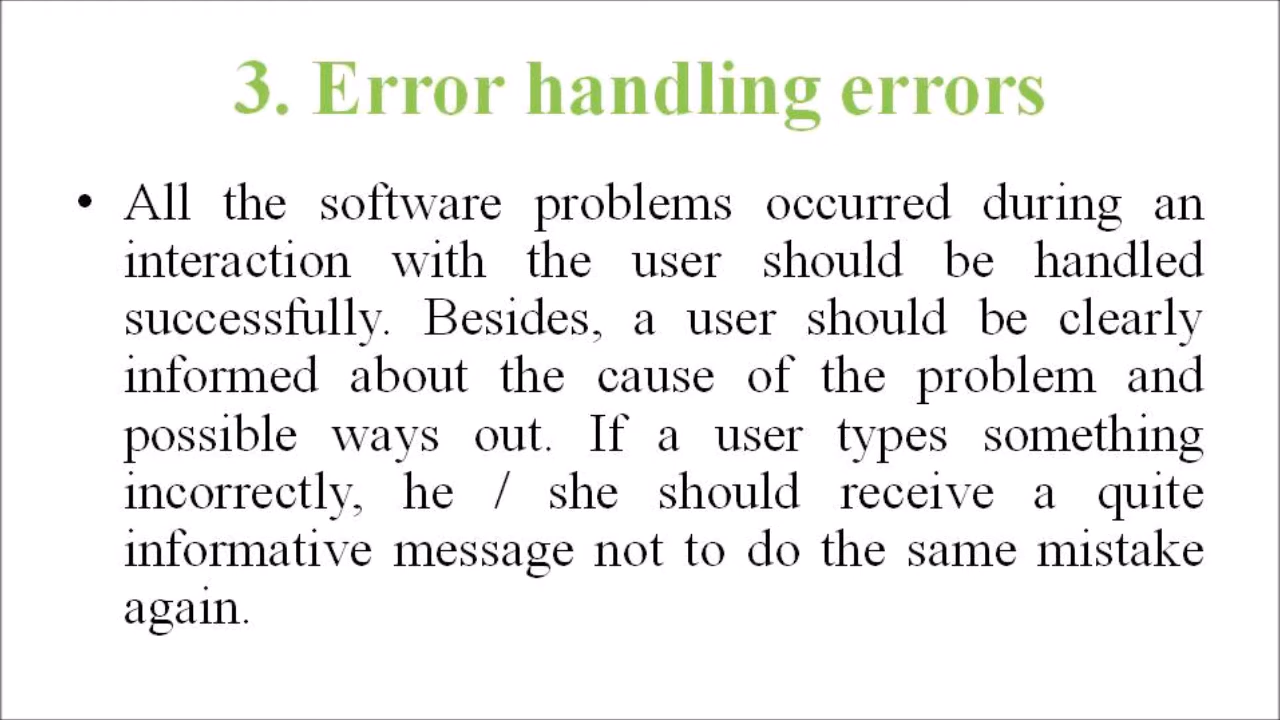 3. Error handling errors
• All the software problems occurred during an
interaction with the user should be handled
successfully. Besides, a user should be clearly
informed about the cause of the problem and
possible ways out. If a user types something
incorrectly, he / she should receive a quite
informative message not to do the same mistake
again.